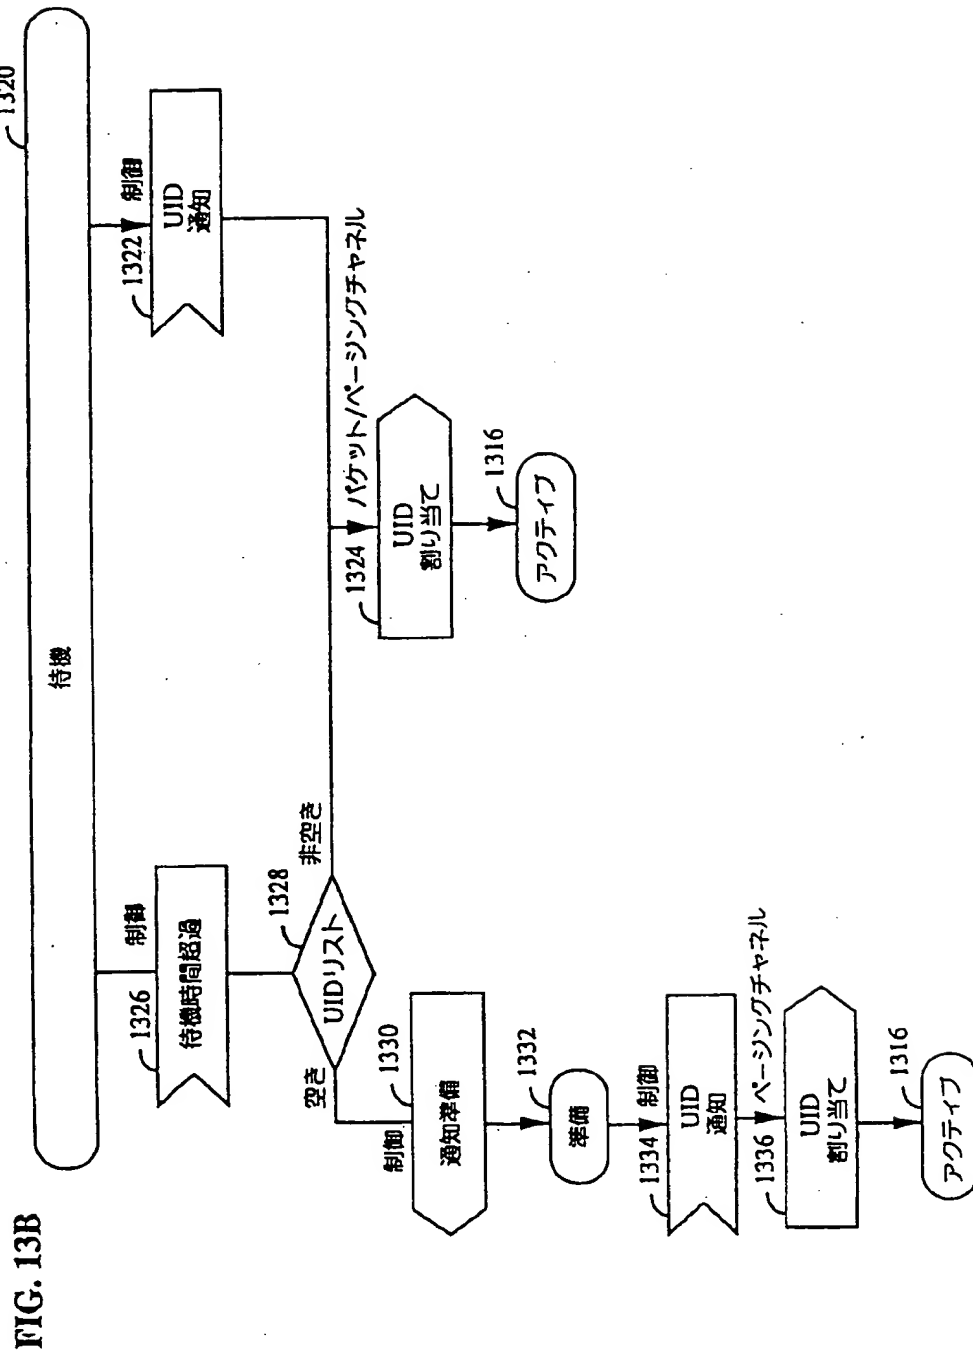 FIG. 13B
1320
待機
制御
1326
待機時間超過
制御
1322
UID
通知
1328
UIDリスト
空き
非空き
制御
1330
通知準備
1332
準備
1334
制御
UID
通知
1336
ページングチャネル
UID
割り当て
1316
アクティブ
1324
パケット/ページングチャネル
UID
割り当て
1316
アクティブ